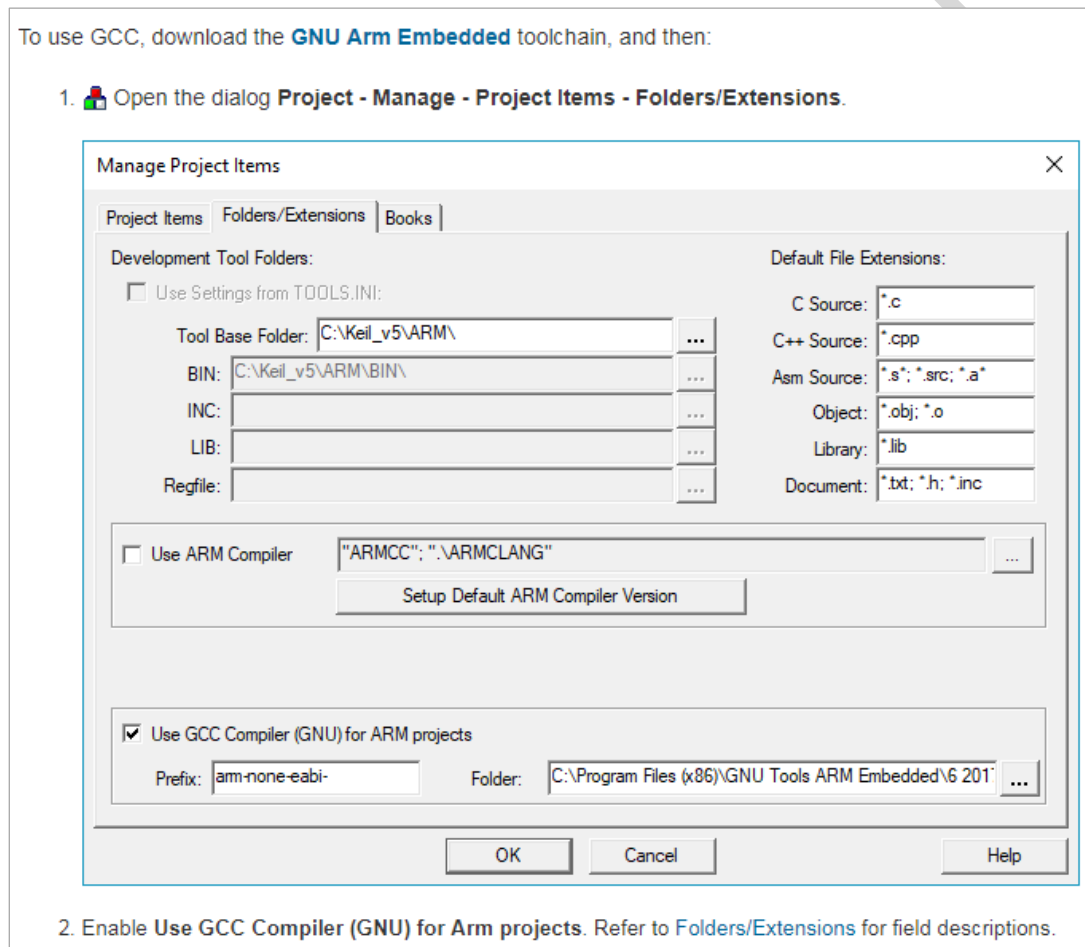 To use GCC, download the GNU Arm Embedded toolchain, and then:
1. Open the dialog Project - Manage - Project Items - Folders/Extensions.
Manage Project Items
Project Items Folders/Extensions Books
Development Tool Folders:
Default File Extensions:
Use Settings from TOOLS.INI:
C Source: *.c
Tool Base Folder: C:\Keil_v5\ARM\ ...
C++ Source: *.cpp
BIN: C:\Keil_v5\ARM\BIN\ ...
Asm Source: *.s*; *.src; *.a*
INC: ...
Object: *.obj; *.o
LIB: ...
Library: *.lib
Regfile: ...
Document: *.txt; *.h; *.inc
Use ARM Compiler "ARMCC"; ".\ARMCLANG" ...
Setup Default ARM Compiler Version
Use GCC Compiler (GNU) for ARM projects
Prefix: arm-none-eabi- Folder: C:\Program Files (x86)\GNU Tools ARM Embedded\6 201 ...
OK Cancel Help
2. Enable Use GCC Compiler (GNU) for Arm projects. Refer to Folders/Extensions for field descriptions.